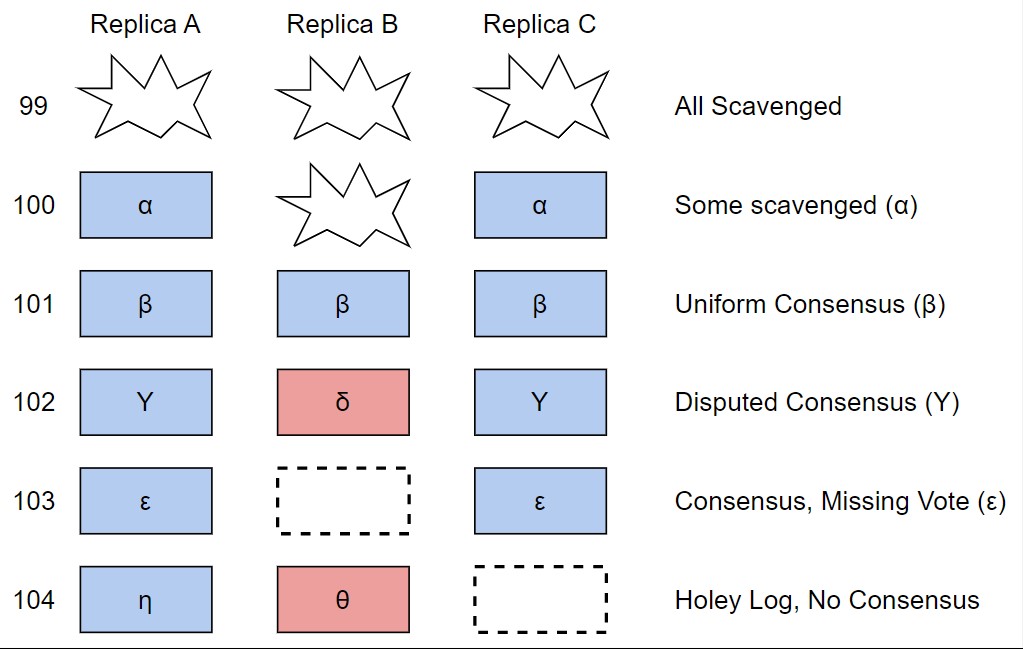 Replica A Replica B Replica C
99 All Scavenged
100 α α Some scavenged (α)
101 β β β Uniform Consensus (β)
102 Υ δ Υ Disputed Consensus (Υ)
103 ε ε Consensus, Missing Vote (ε)
104 η θ Holey Log, No Consensus